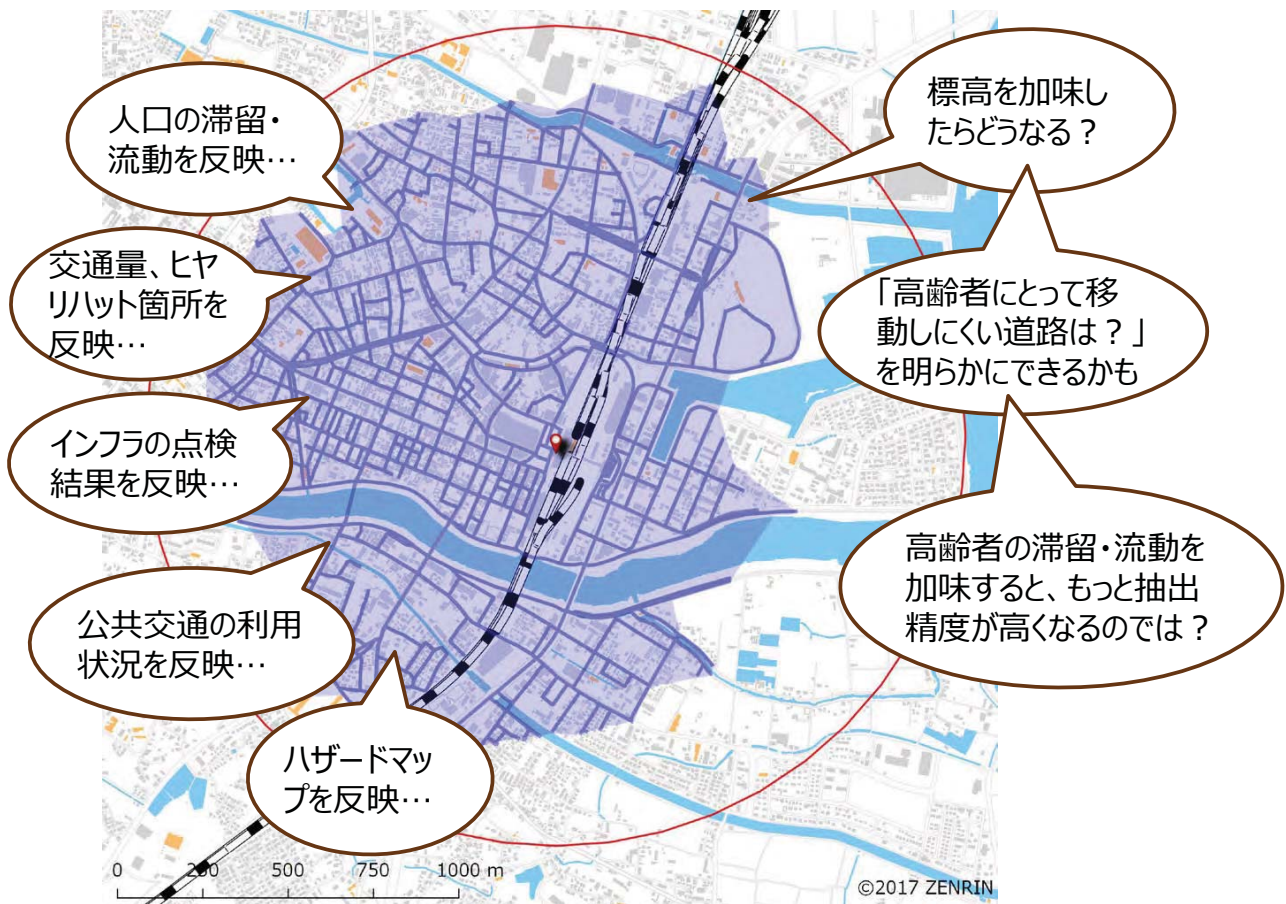 人口の滞留・
流動を反映…
交通量、ヒヤ
リハット箇所を
反映…
インフラの点検
結果を反映…
公共交通の利用
状況を反映…
ハザードマッ
プを反映…
標高を加味し
たらどうなる？
「高齢者にとって移
動しにくい道路は？」
を明らかにできるかも
高齢者の滞留・流動を
加味すると、もっと抽出
精度が高くなるのでは？
0 250 500 750 1000 m
©2017 ZENRIN